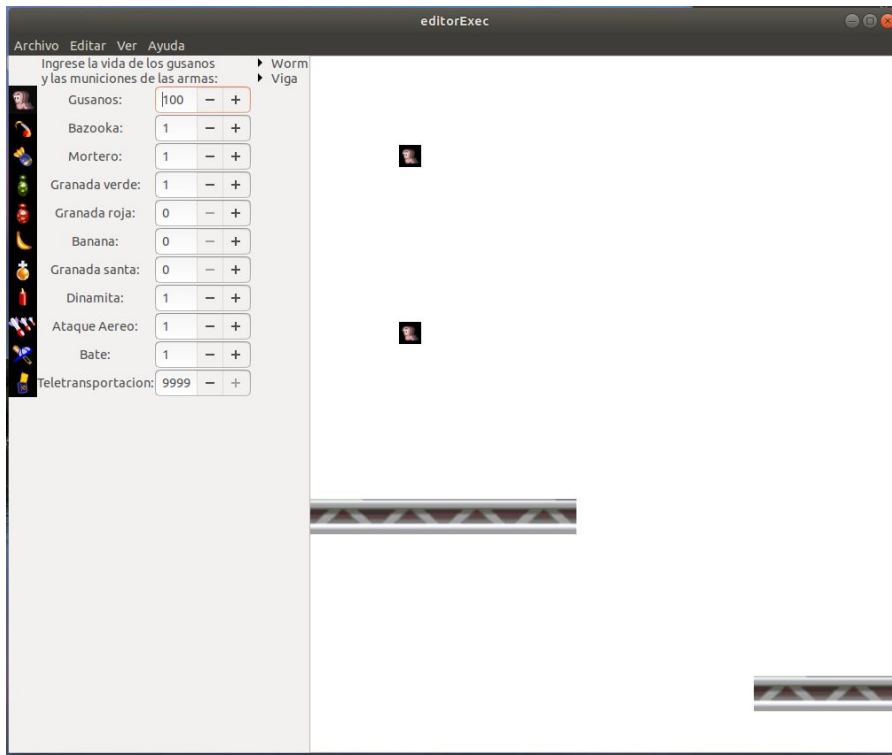 editorExec
Archivo Editar Ver Ayuda
Ingrese la vida de los gusanos
y las municiones de las armas:
Worm
Viga
Gusanos: 100 − +
Bazooka: 1 − +
Mortero: 1 − +
Granada verde: 1 − +
Granada roja: 0 − +
Banana: 0 − +
Granada santa: 0 − +
Dinamita: 1 − +
Ataque Aereo: 1 − +
Bate: 1 − +
Teletransportacion: 9999 − +